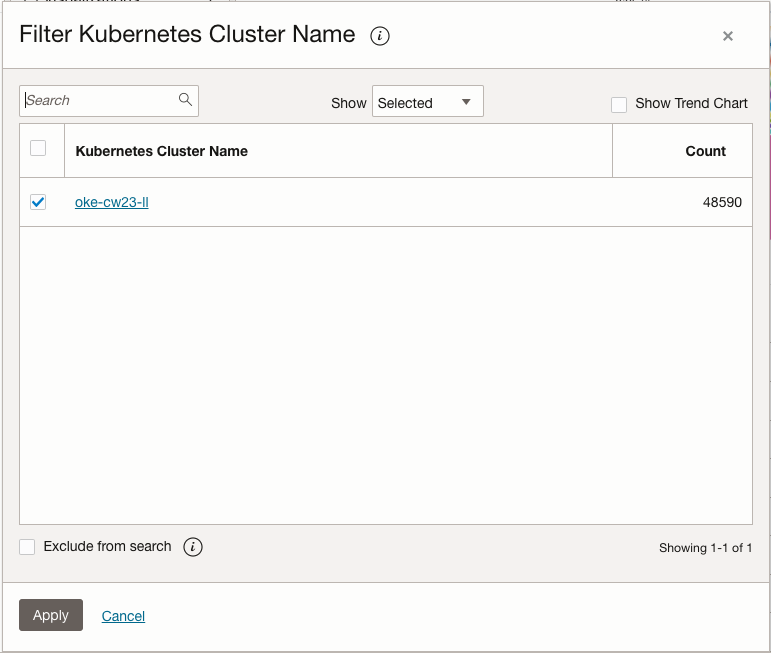 Filter Kubernetes Cluster Name
Search
Show Selected Show Trend Chart
Kubernetes Cluster Name Count
oke-cw23-ll 48590
Exclude from search
Showing 1-1 of 1
Apply Cancel